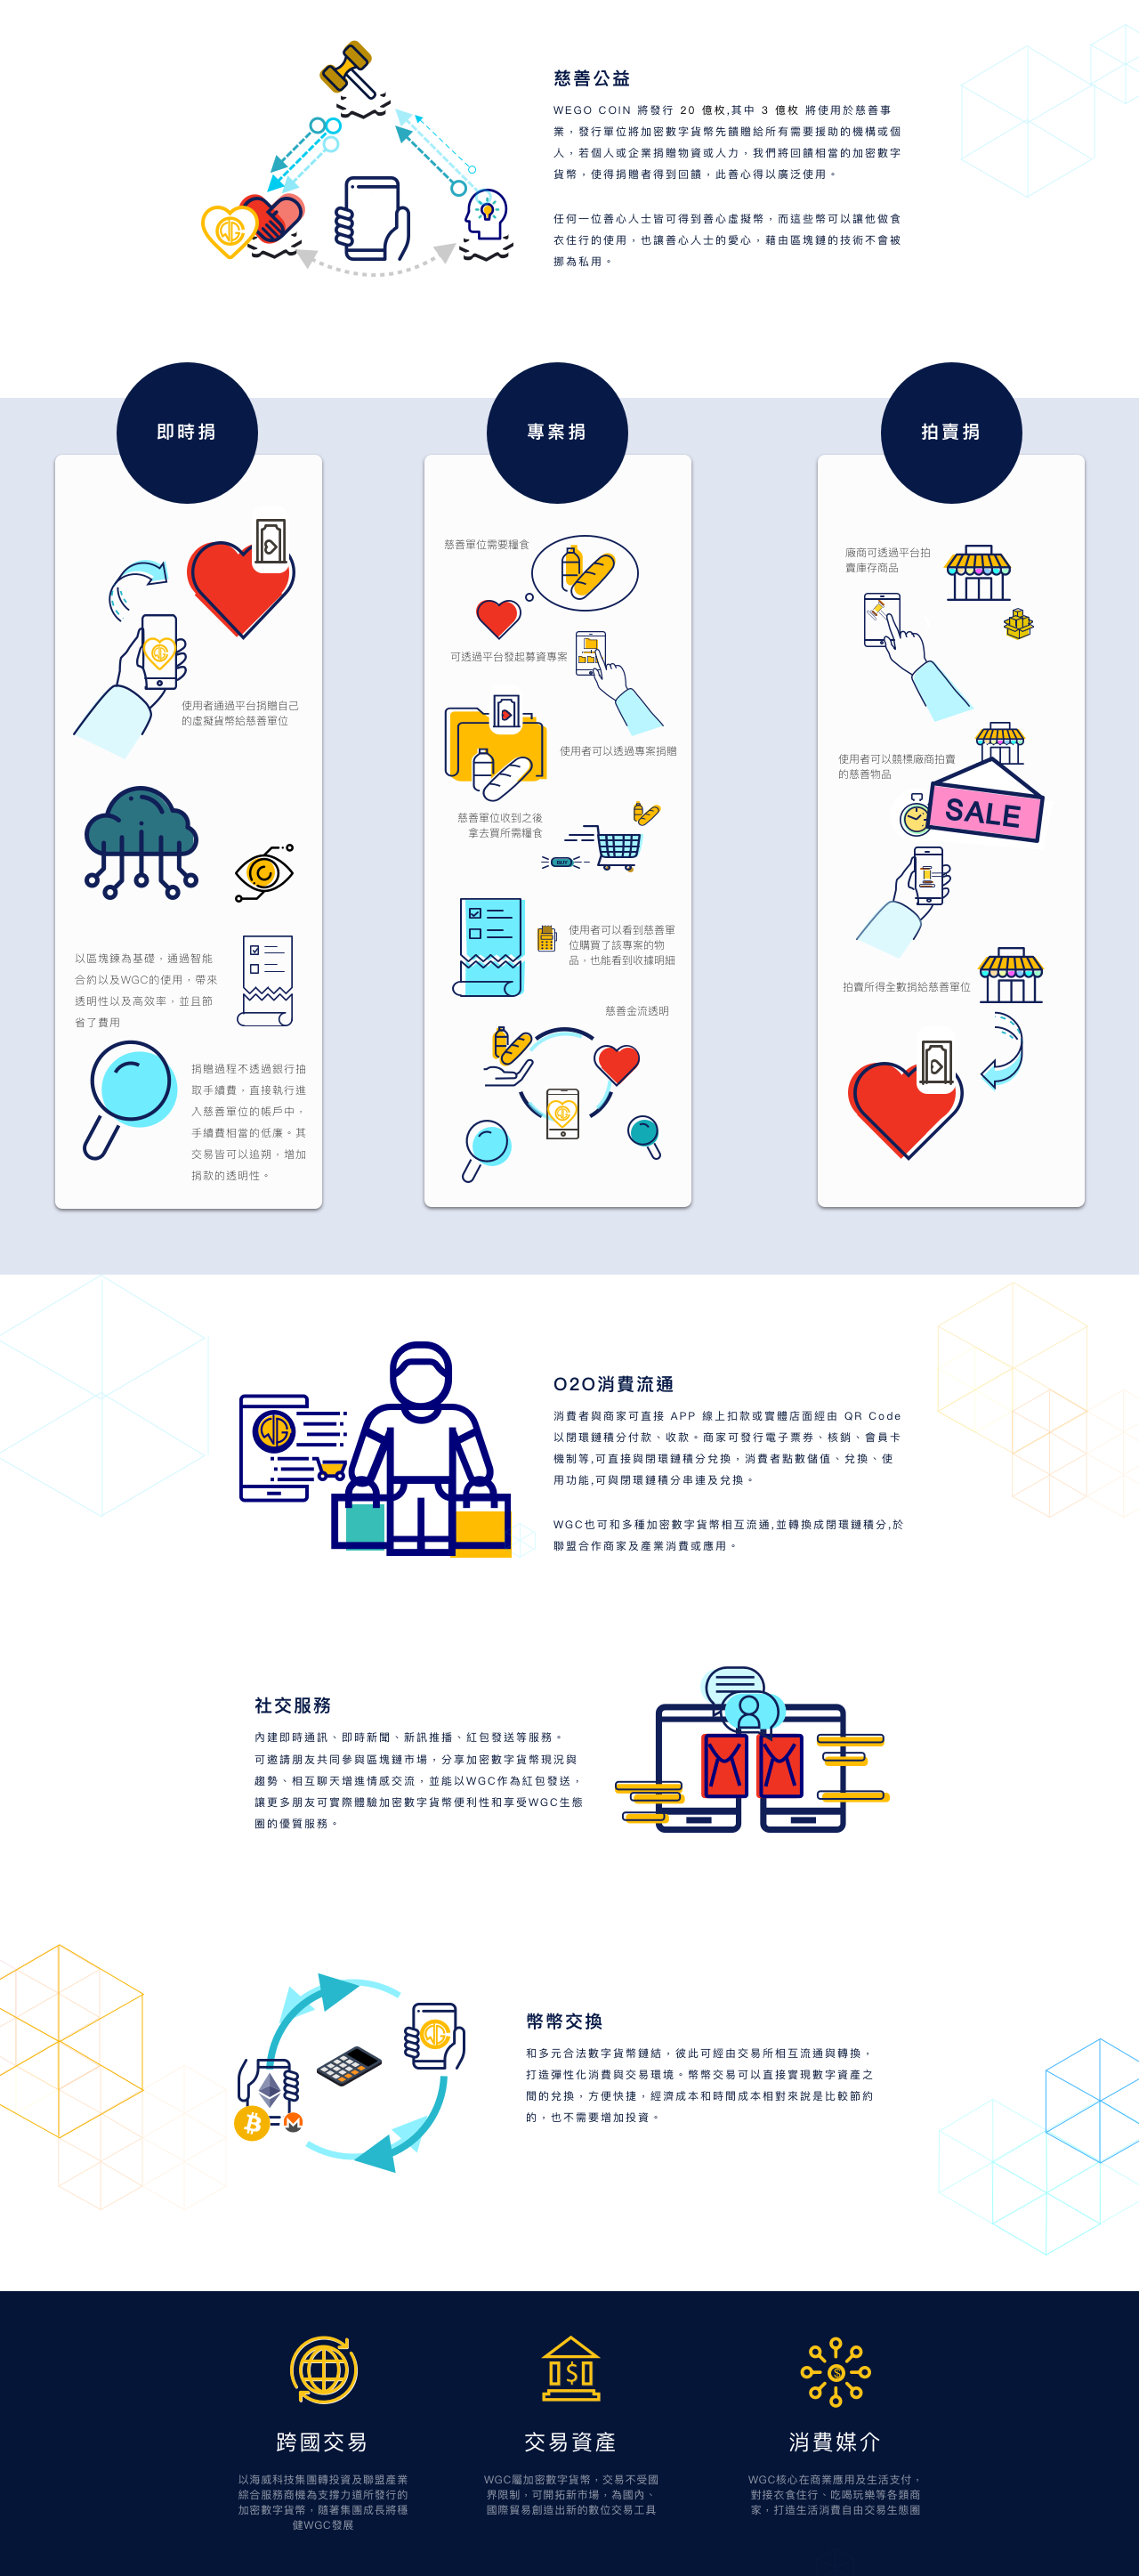 慈善公益
WEGO COIN 將發行 20 億枚,其中 3 億枚 將使用於慈善事
業，發行單位將加密數字貨幣先饋贈給所有需要援助的機構或個
人，若個人或企業捐贈物資或人力，我們將回饋相當的加密數字
貨幣，使得捐贈者得到回饋，此善心得以廣泛使用。
任何一位善心人士皆可得到善心虛擬幣，而這些幣可以讓他做食
衣住行的使用，也讓善心人士的愛心，藉由區塊鏈的技術不會被
挪為私用。
即時捐
使用者通過平台捐贈自己
的虛擬貨幣給慈善單位
以區塊鍊為基礎，通過智能
合約以及WGC的使用，帶來
透明性以及高效率，並且節
省了費用
捐贈過程不透過銀行抽
取手續費，直接執行進
入慈善單位的帳戶中，
手續費相當的低廉。其
交易皆可以追朔，增加
捐款的透明性。
專案捐
慈善單位需要糧食
可透過平台發起募資專案
使用者可以透過專案捐贈
慈善單位收到之後
拿去買所需糧食
BUY
使用者可以看到慈善單
位購買了該專案的物
品，也能看到收據明細
慈善金流透明
拍賣捐
廠商可透過平台拍
賣庫存商品
使用者可以競標廠商拍賣
的慈善物品
SALE
拍賣所得全數捐給慈善單位
O2O消費流通
消費者與商家可直接 APP 線上扣款或實體店面經由 QR Code
以閉環鏈積分付款、收款。商家可發行電子票券、核銷、會員卡
機制等,可直接與閉環鏈積分兌換，消費者點數儲值、兌換、使
用功能,可與閉環鏈積分串連及兌換。
WGC也可和多種加密數字貨幣相互流通,並轉換成閉環鏈積分,於
聯盟合作商家及產業消費或應用。
社交服務
內建即時通訊、即時新聞、新訊推播、紅包發送等服務。
可邀請朋友共同參與區塊鏈市場，分享加密數字貨幣現況與
趨勢、相互聊天增進情感交流，並能以WGC作為紅包發送，
讓更多朋友可實際體驗加密數字貨幣便利性和享受WGC生態
圈的優質服務。
幣幣交換
和多元合法數字貨幣鏈結，彼此可經由交易所相互流通與轉換，
打造彈性化消費與交易環境。幣幣交易可以直接實現數字資產之
間的兌換，方便快捷，經濟成本和時間成本相對來說是比較節約
的，也不需要增加投資。
跨國交易
以海威科技集團轉投資及聯盟產業
綜合服務商機為支撐力道所發行的
加密數字貨幣，隨著集團成長將穩
健WGC發展
交易資產
WGC屬加密數字貨幣，交易不受國
界限制，可開拓新市場，為國內、
國際貿易創造出新的數位交易工具
消費媒介
WGC核心在商業應用及生活支付，
對接衣食住行、吃喝玩樂等各類商
家，打造生活消費自由交易生態圈